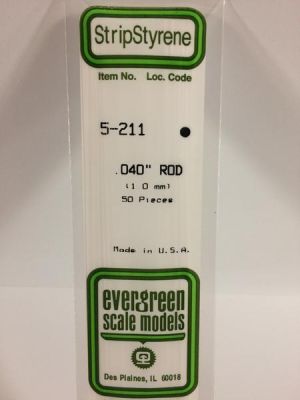 StripStyrene
Item No. Loc. Code
5-211
.040" ROD
(1.0 mm)
50 Pieces
Made in U.S.A.
evergreen
scale models
Des Plaines, IL 60018